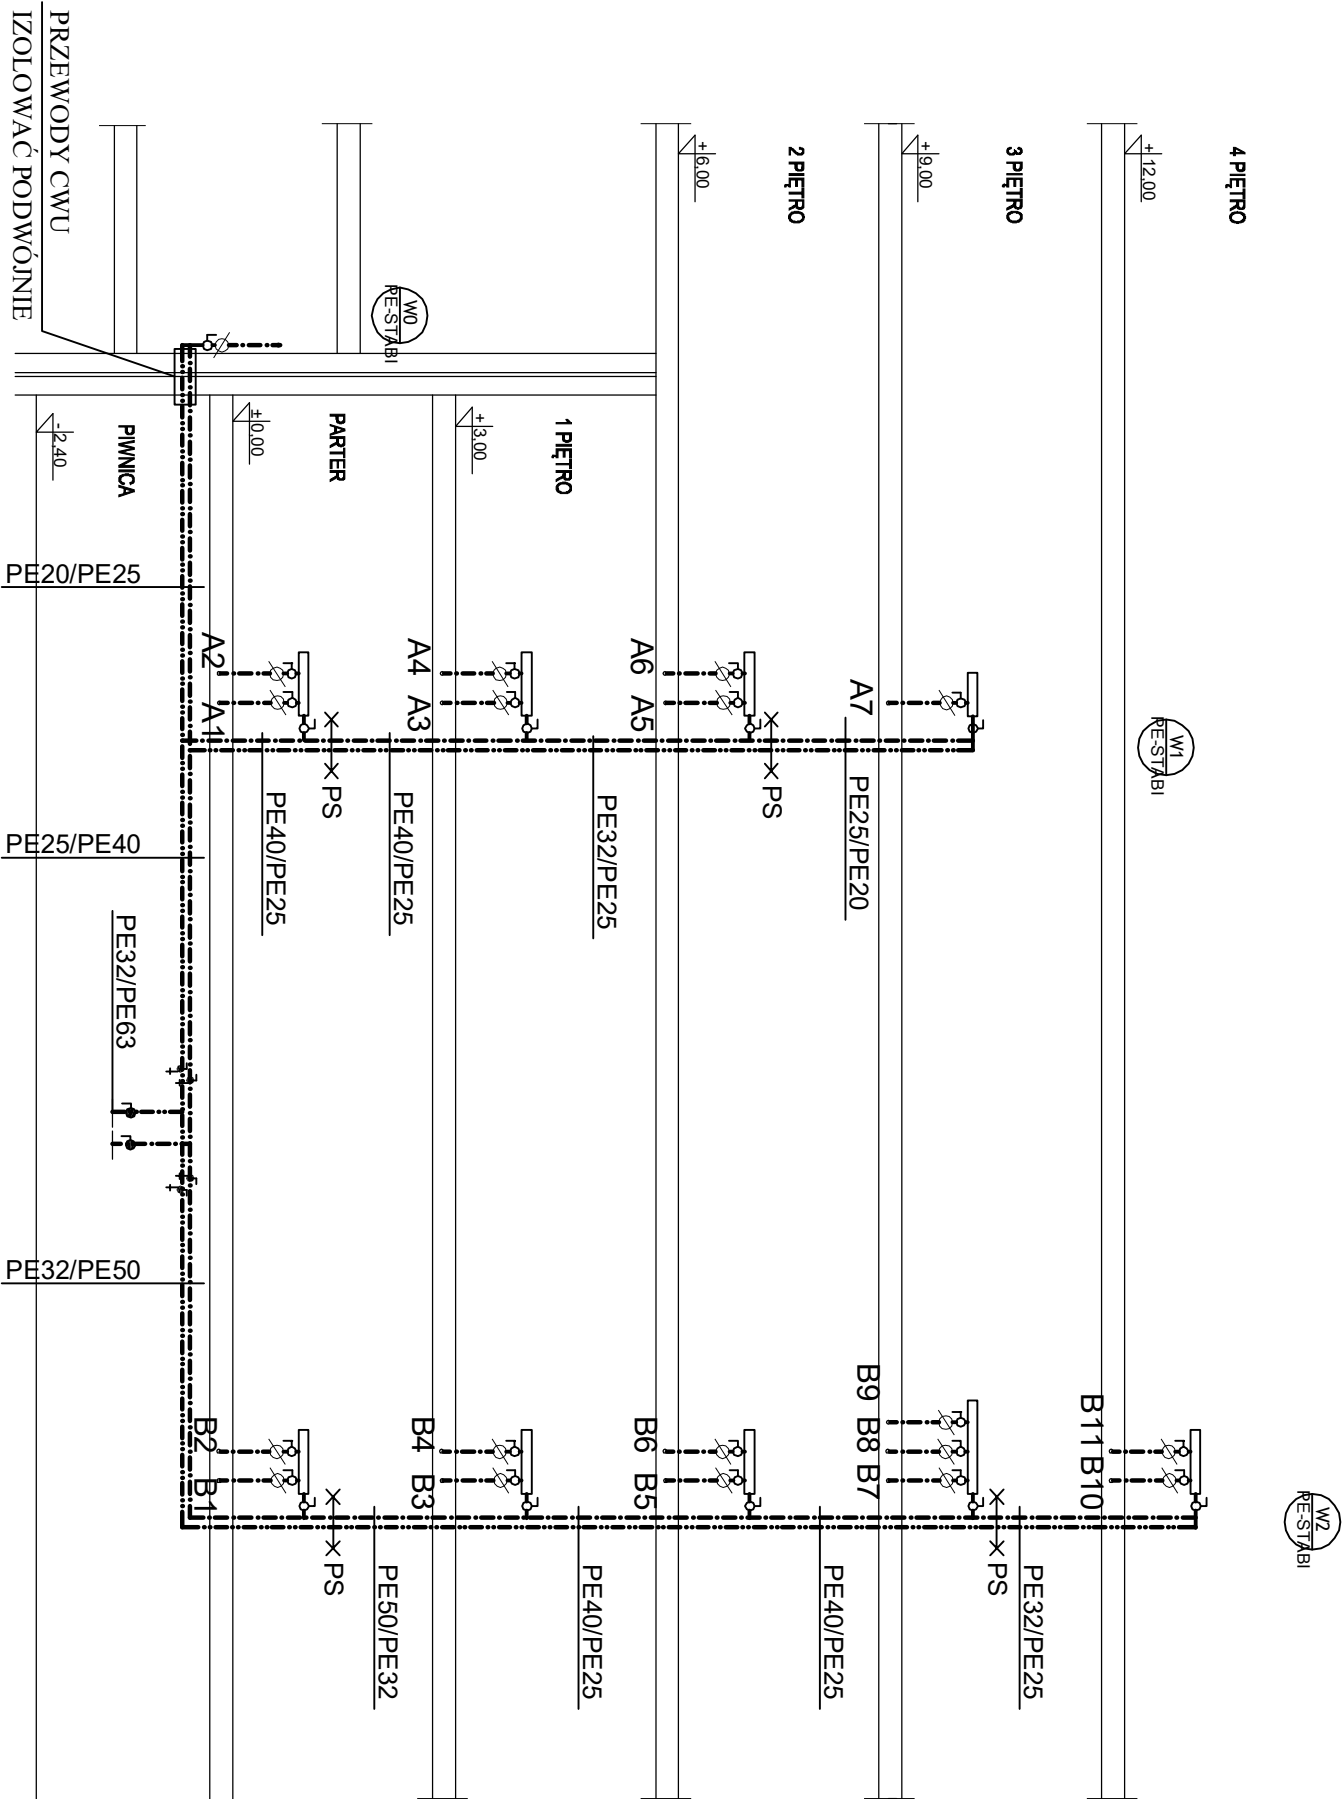 4 PIĘTRO
+ 12,00
3 PIĘTRO
+ 9,00
2 PIĘTRO
+ 6,00
1 PIĘTRO
+ 3,00
PARTER
± 0,00
PIWNICA
- 2,40
PRZEWODY CWU
IZOLOWAĆ PODWÓJNIE
W0
PE-STABI
W1
PE-STABI
W2
PE-STABI
A7
PE25/PE20
PS
A6 A5
PE32/PE25
A4 A3
PE40/PE25
PS
A2 A1
PE40/PE25
B11 B10
PE32/PE25
PS
B9 B8 B7
PE40/PE25
B6 B5
PE40/PE25
B4 B3
PE50/PE32
PS
B2 B1
PE20/PE25
PE25/PE40
PE32/PE63
PE32/PE50